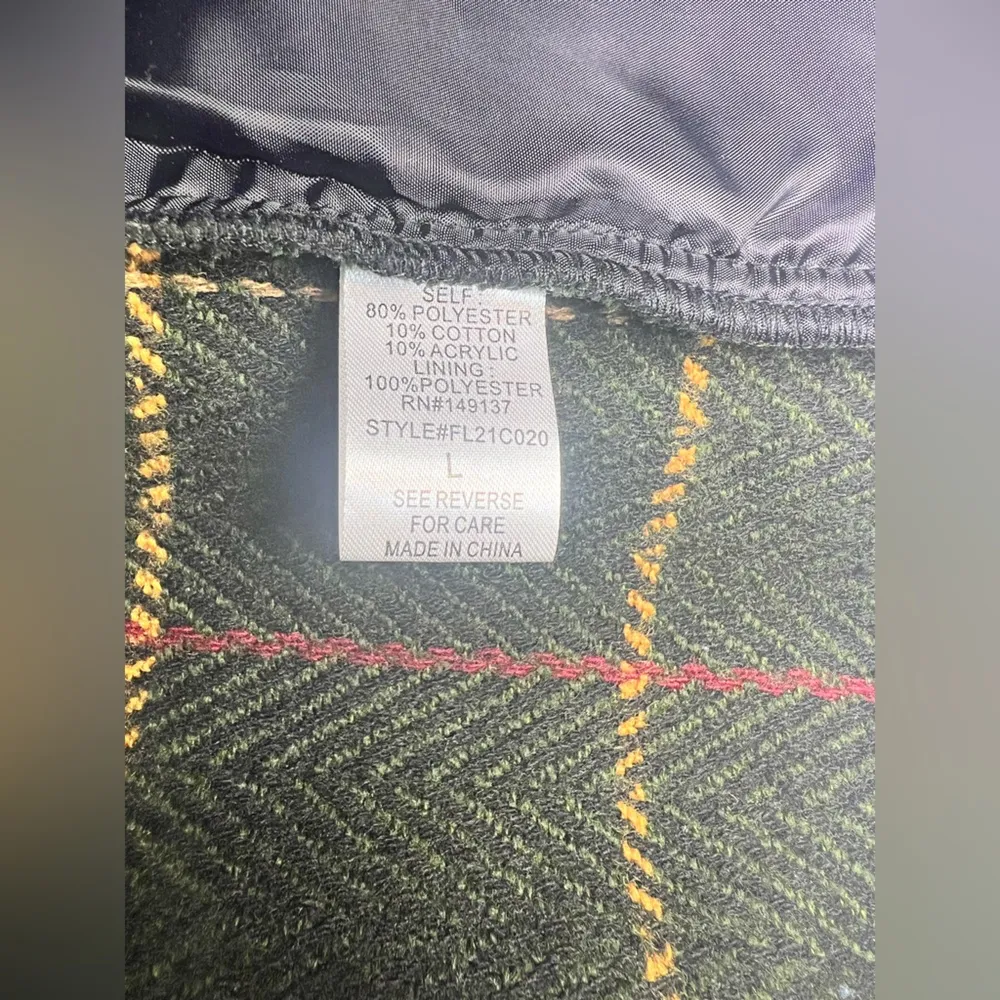 SELF :
80% POLYESTER
10% COTTON
10% ACRYLIC
LINING :
100%POLYESTER
RN#149137
STYLE#FL21C020
L
SEE REVERSE
FOR CARE
MADE IN CHINA